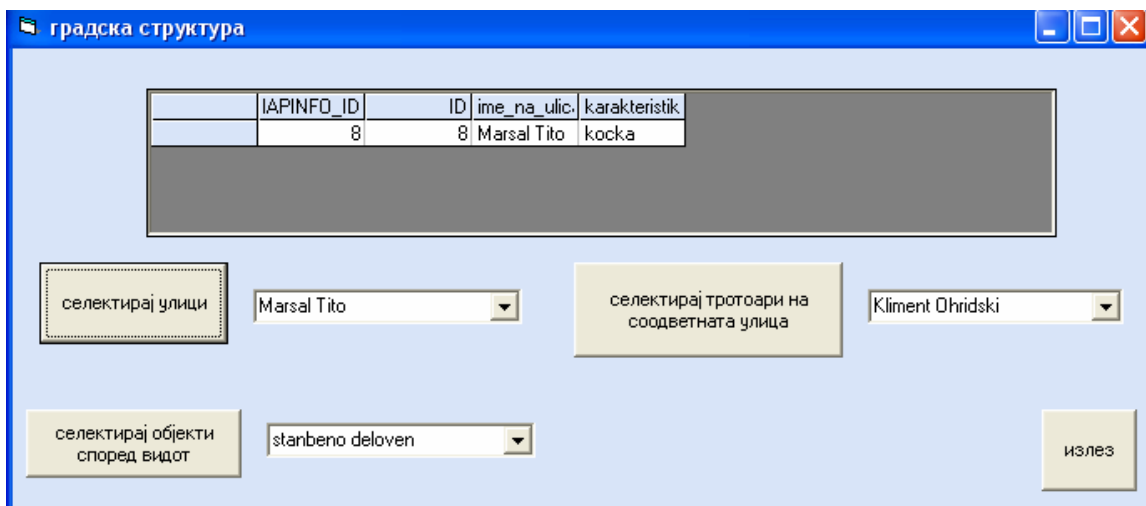 градска структура
IAPINFO_ID ID ime_na_ulic karakteristik
8 8 Marsal Tito kocka
селектирај улици
Marsal Tito
селектирај тротоари на
соодветната улица
Kliment Ohridski
селектирај објекти
според видот
stanbeno deloven
излез